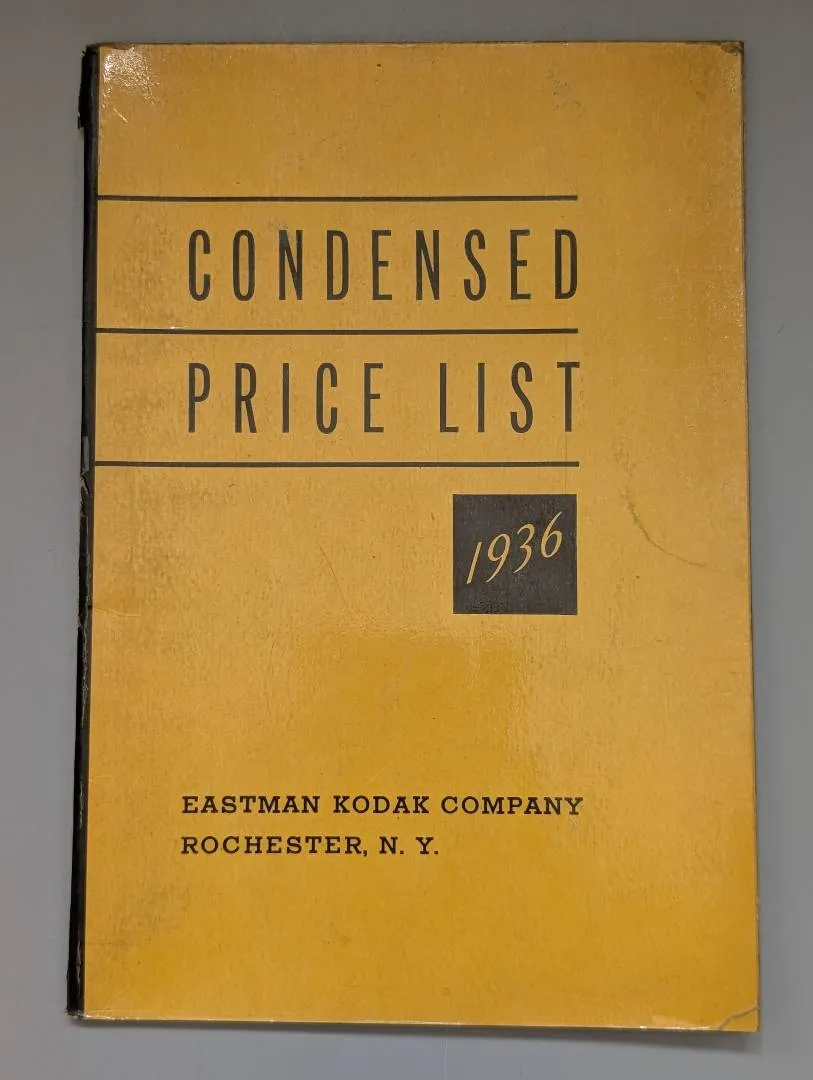 CONDENSED
PRICE LIST
1936
EASTMAN KODAK COMPANY
ROCHESTER, N. Y.